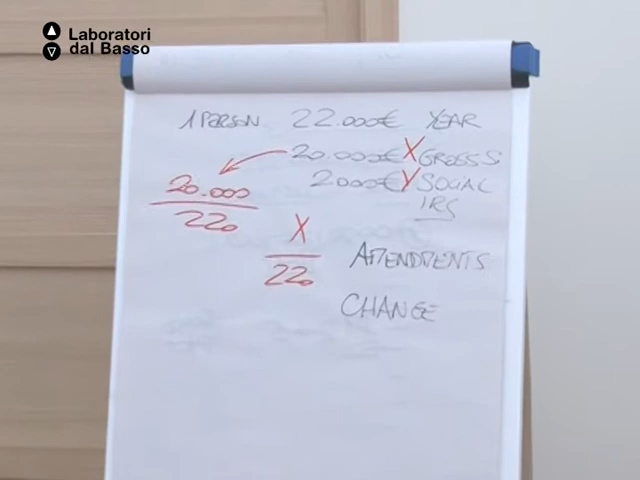 Laboratori
dal Basso
1 PERSON 22.000€ YEAR
20.000€ X GROSS S
2000€ Y SOCIAL
IRS
20.000
220
X
220
AMENDMENTS
CHANGE